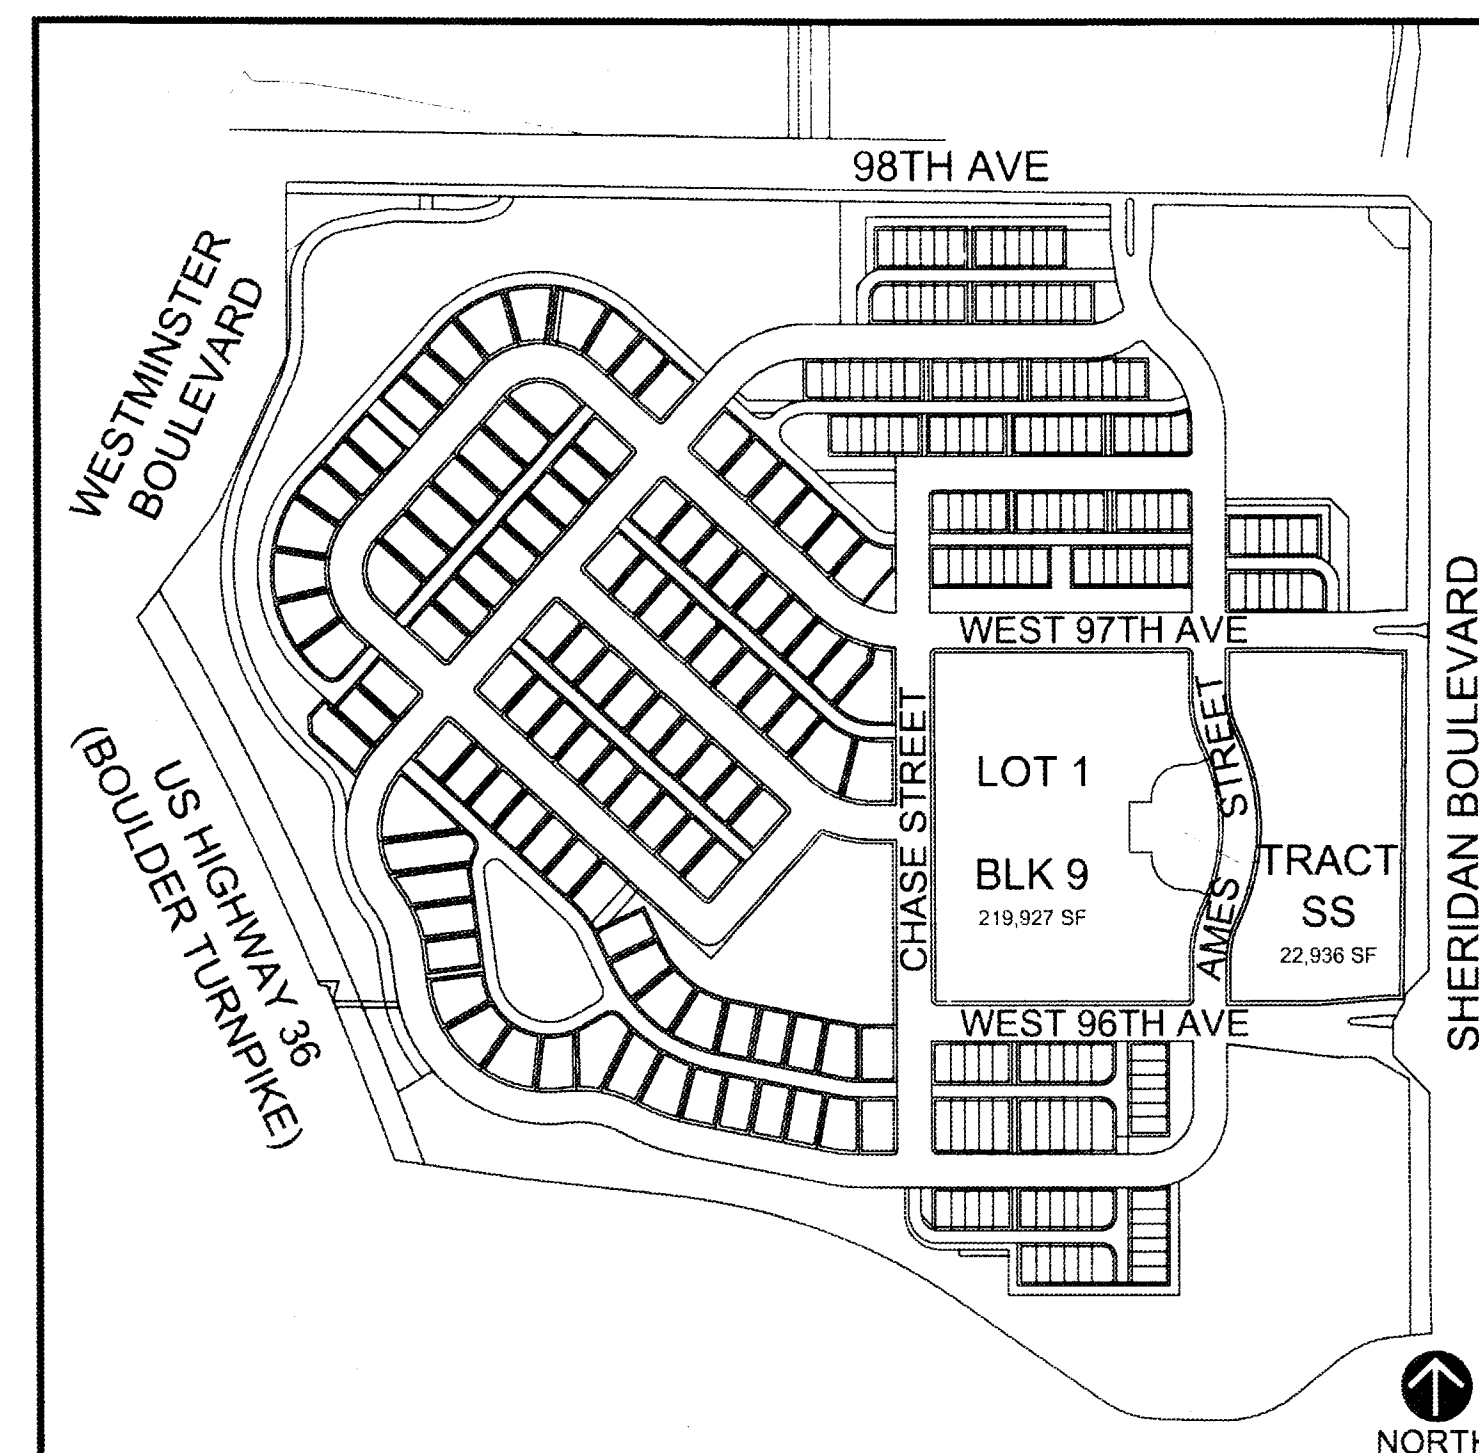 98TH AVE
WESTMINSTER
BOULEVARD
WEST 97TH AVE
SHERIDAN BOULEVARD
CHASE STREET
LOT 1
BLK 9
219,927 SF
AMES STREET
TRACT
SS
22,936 SF
US HIGHWAY 36
(BOULDER TURNPIKE)
WEST 96TH AVE
NORTH